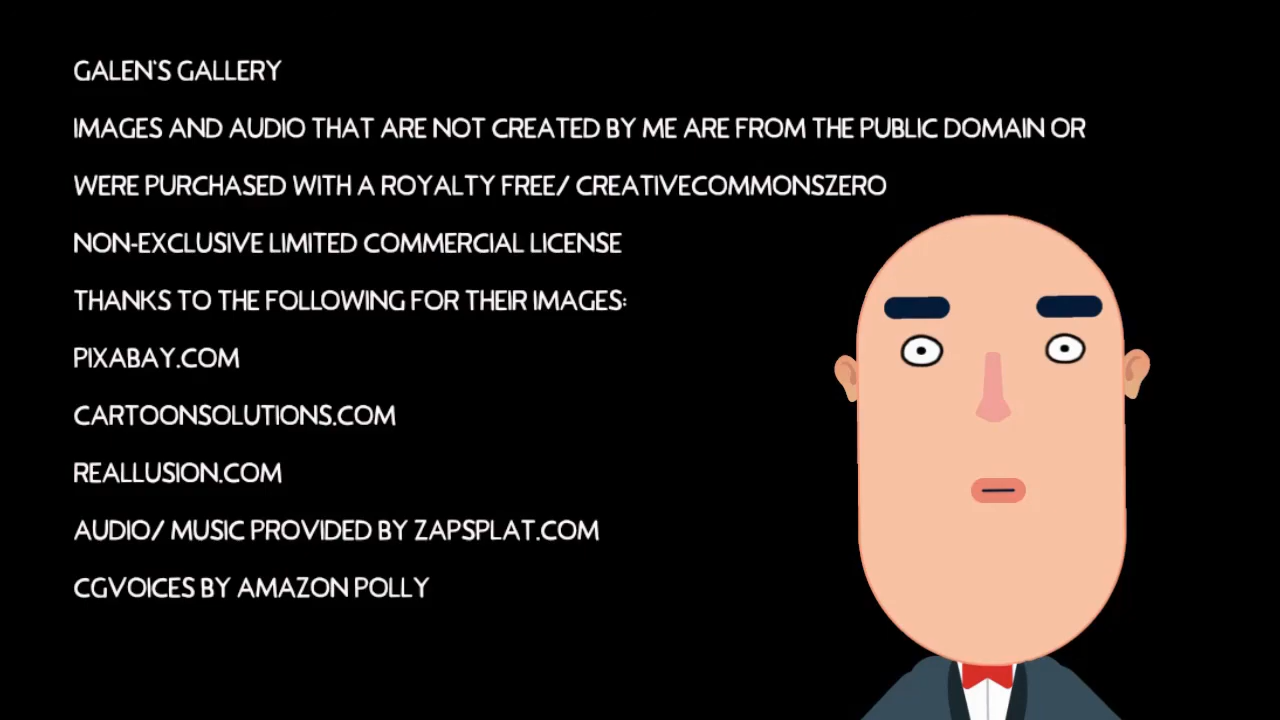 GALEN'S GALLERY
IMAGES AND AUDIO THAT ARE NOT CREATED BY ME ARE FROM THE PUBLIC DOMAIN OR
WERE PURCHASED WITH A ROYALTY FREE/ CREATIVECOMMONSZERO
NON-EXCLUSIVE LIMITED COMMERCIAL LICENSE
THANKS TO THE FOLLOWING FOR THEIR IMAGES:
PIXABAY.COM
CARTOONSOLUTIONS.COM
REALLUSION.COM
AUDIO/ MUSIC PROVIDED BY ZAPSPLAT.COM
CGVOICES BY AMAZON POLLY